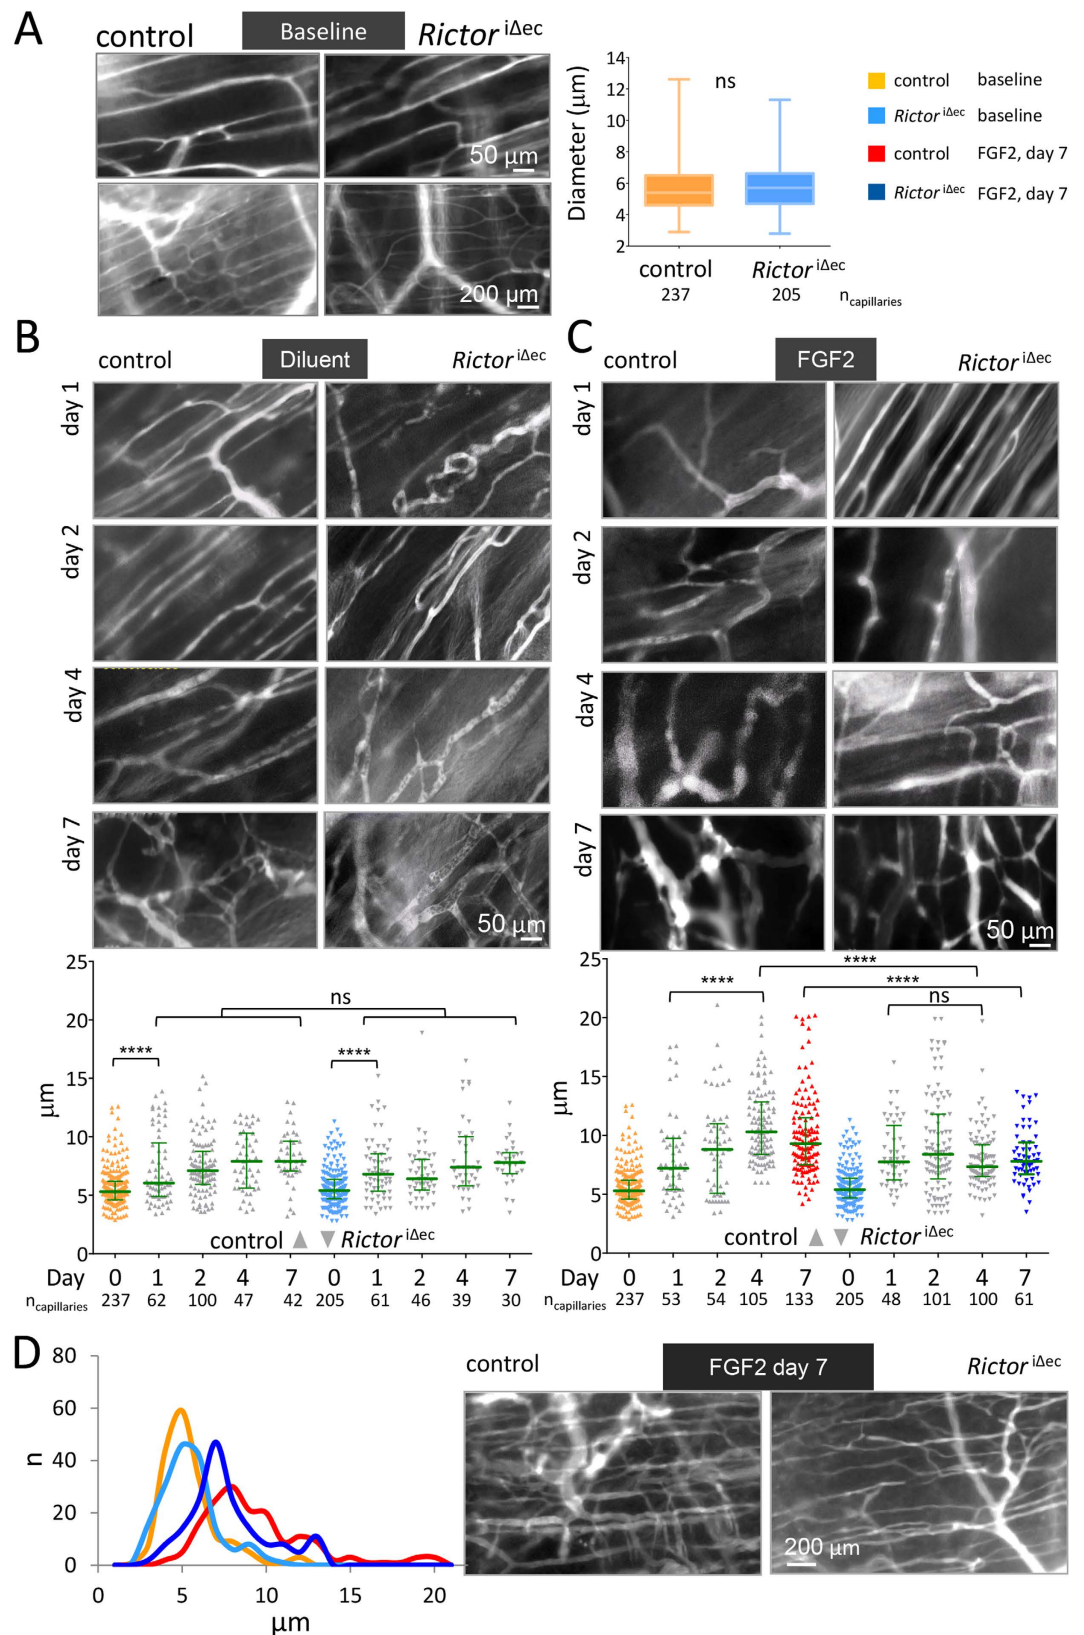 A
control Baseline Rictor iΔec
50 µm
200 µm
Diameter (µm)
14
12
10
8
6
4
2
ns
control Rictor iΔec
237 205 ncapillaries
control baseline
Rictor iΔec baseline
control FGF2, day 7
Rictor iΔec FGF2, day 7
B
control Diluent Rictor iΔec
day 1
day 2
day 4
day 7
50 µm
25
20
15
10
5
0
µm
ns
**** ****
control Rictor iΔec
Day 0 1 2 4 7 0 1 2 4 7
ncapillaries 237 62 100 47 42 205 61 46 39 30
C
control FGF2 Rictor iΔec
day 1
day 2
day 4
day 7
50 µm
25
20
15
10
5
0
µm
****
**** ****
ns
control Rictor iΔec
Day 0 1 2 4 7 0 1 2 4 7
ncapillaries 237 53 54 105 133 205 48 101 100 61
D
80
60
40
20
0
n
0 5 10 15 20
µm
control FGF2 day 7 Rictor iΔec
200 µm